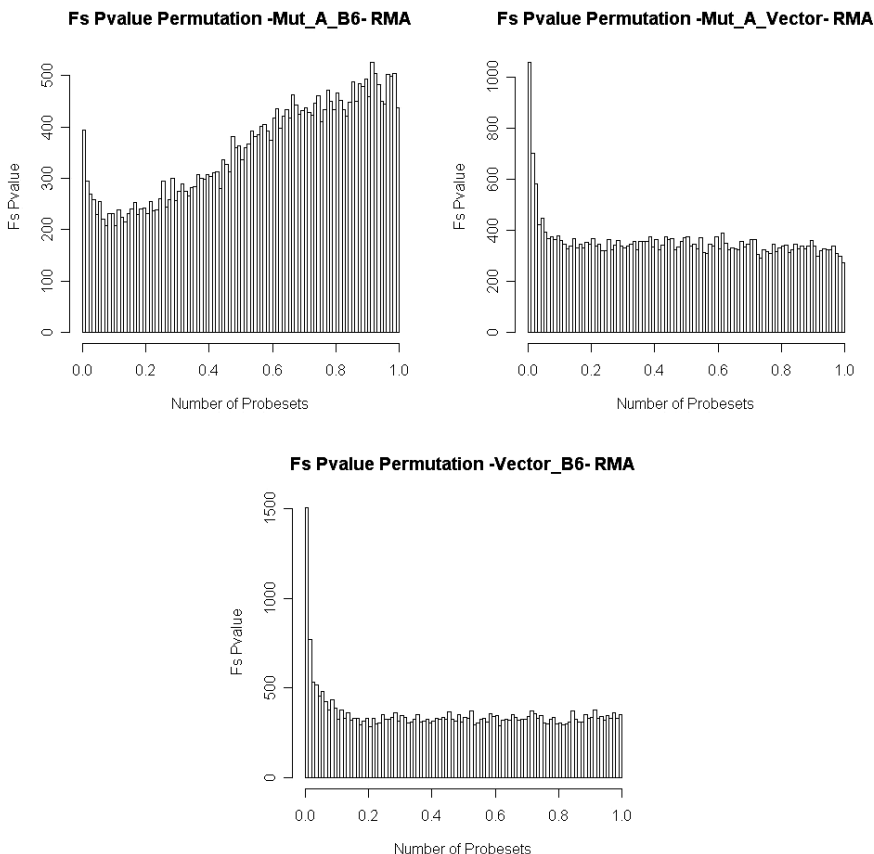 Fs Pvalue Permutation -Mut_A_B6- RMA
Fs Pvalue
500
400
300
200
100
0
0.0 0.2 0.4 0.6 0.8 1.0
Number of Probesets
Fs Pvalue Permutation -Mut_A_Vector- RMA
Fs Pvalue
1000
800
600
400
200
0
0.0 0.2 0.4 0.6 0.8 1.0
Number of Probesets
Fs Pvalue Permutation -Vector_B6- RMA
Fs Pvalue
1500
1000
500
0
0.0 0.2 0.4 0.6 0.8 1.0
Number of Probesets